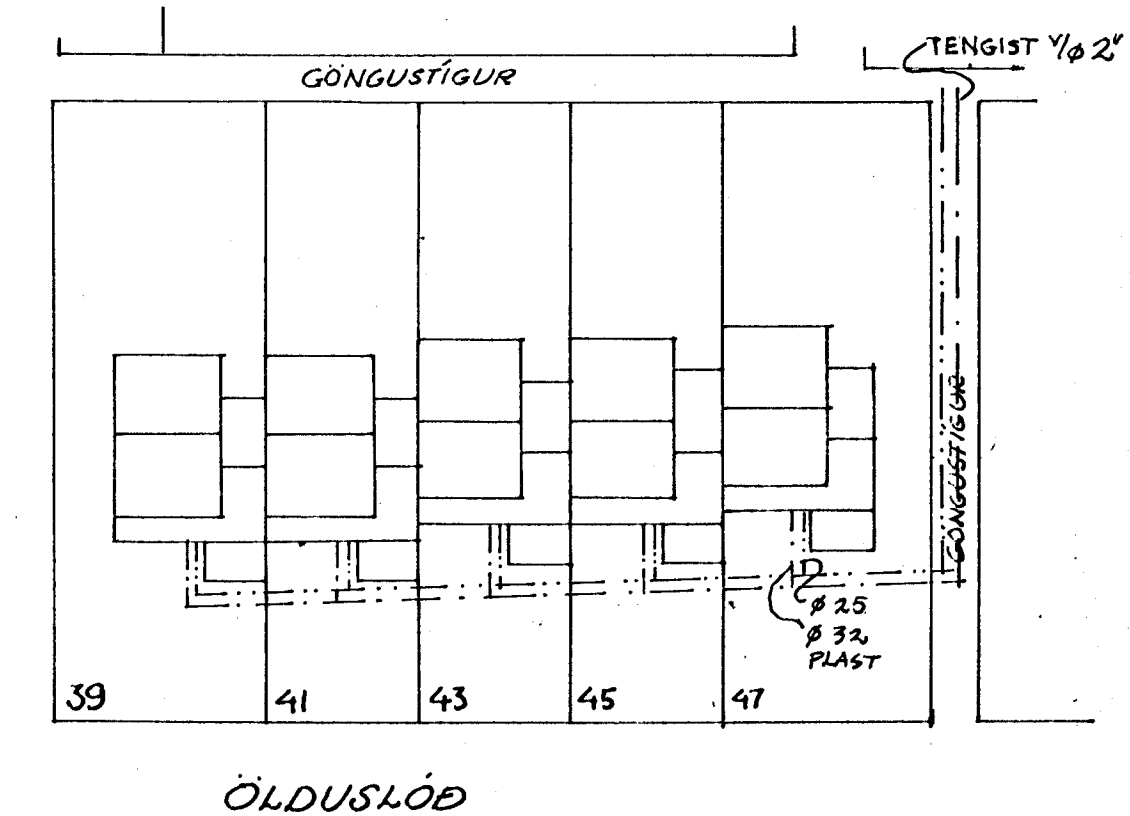 TENGIST V/Ø 2"
GÖNGUSTÍGUR
GÖNGUSTÍGUR
Ø 25
Ø 32
PLAST
39
41
43
45
47
ÖLDUSLÓÐ